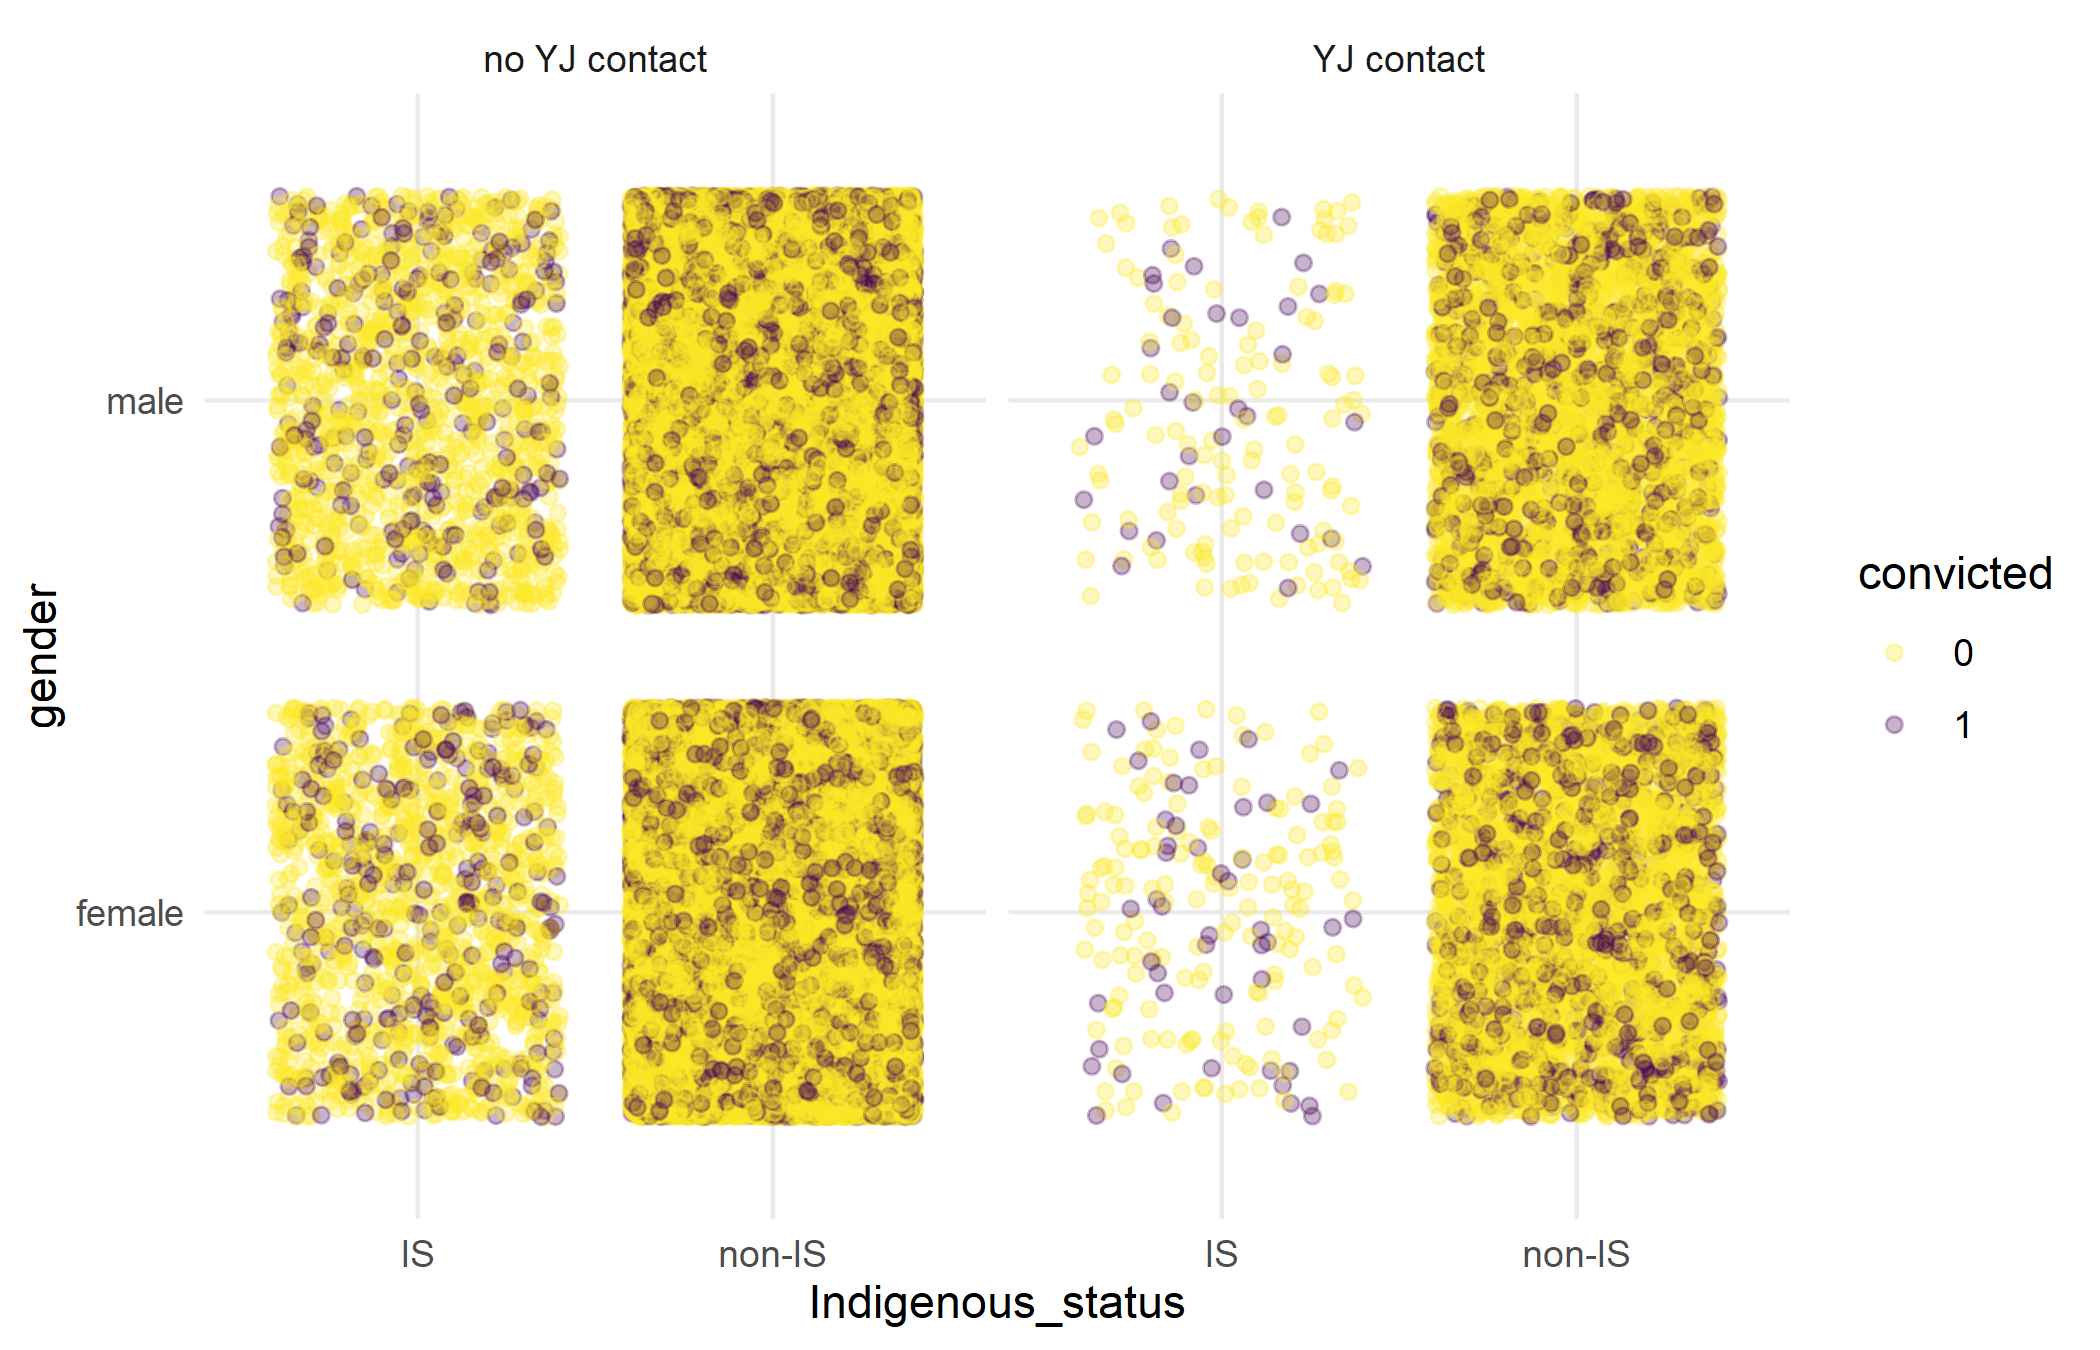 no YJ contact
YJ contact
male
female
gender
IS
non-IS
IS
non-IS
Indigenous_status
convicted
0
1